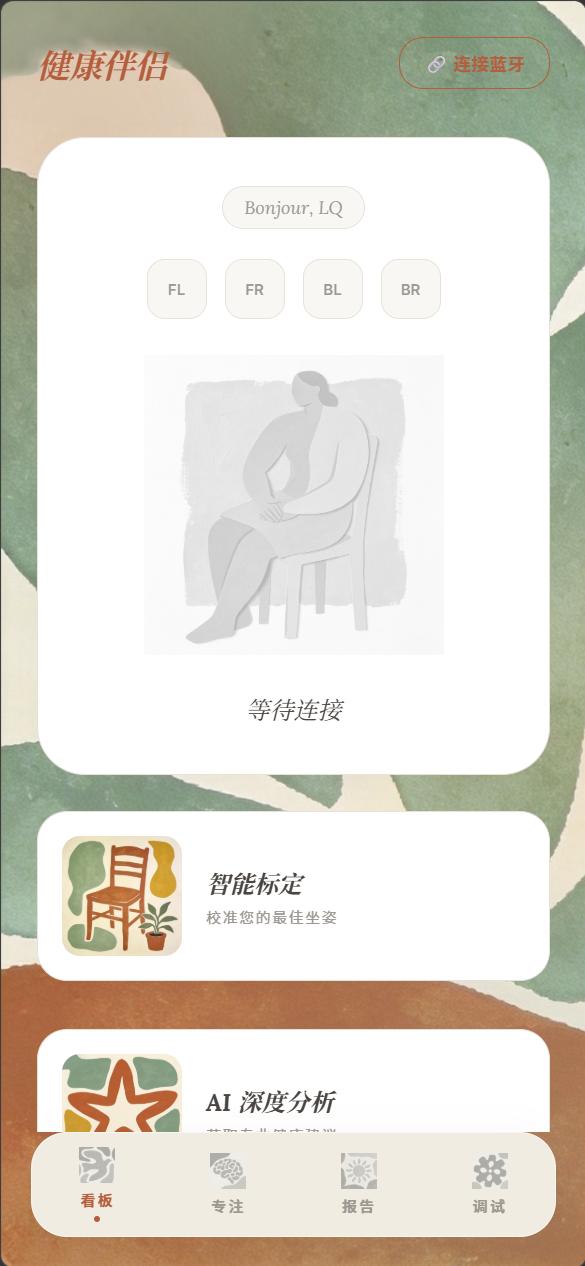 健康伴侣
连接蓝牙
Bonjour, LQ
FL FR BL BR
等待连接
智能标定
校准您的最佳坐姿
AI 深度分析
看板 专注 报告 调试